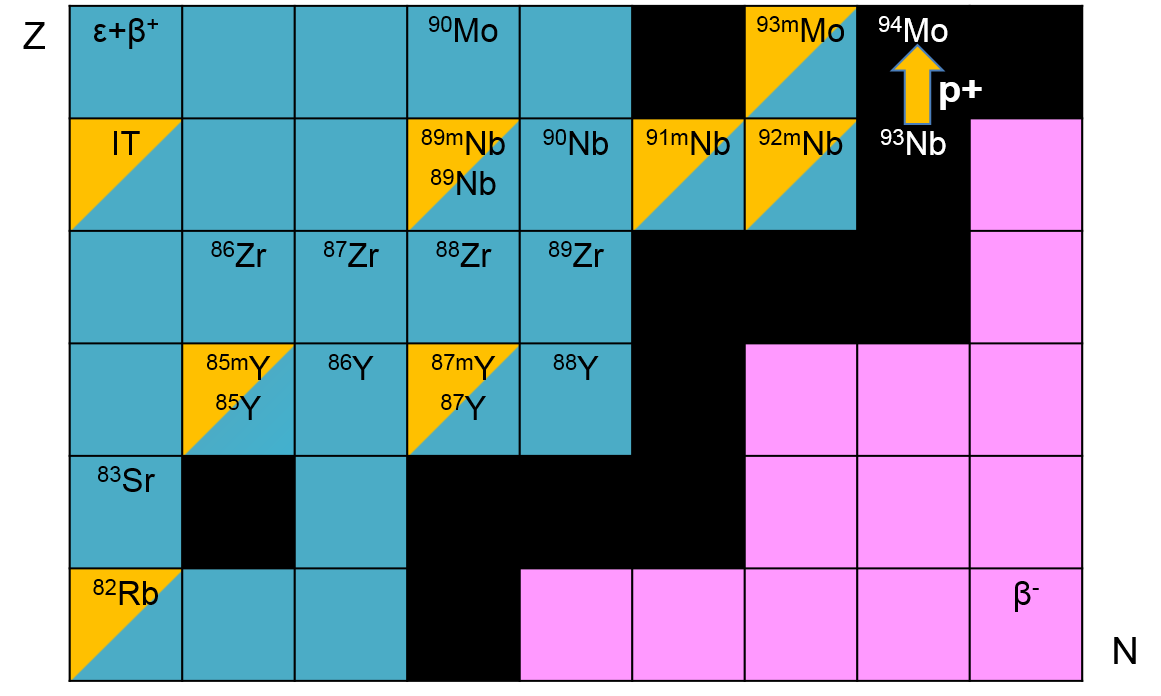 Z
ε+β⁺ ⁹⁰Mo ⁹³ᵐMo ⁹⁴Mo
p+
IT ⁸⁹ᵐNb ⁹⁰Nb ⁹¹ᵐNb ⁹²ᵐNb ⁹³Nb
⁸⁹Nb
⁸⁶Zr ⁸⁷Zr ⁸⁸Zr ⁸⁹Zr
⁸⁵ᵐY ⁸⁶Y ⁸⁷ᵐY ⁸⁸Y
⁸⁵Y ⁸⁷Y
⁸³Sr
⁸²Rb β⁻
N